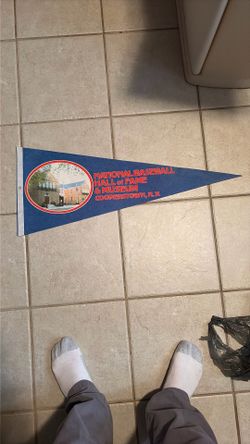 NATIONAL BASEBALL
HALL OF FAME
& MUSEUM
COOPERSTOWN, N.Y.